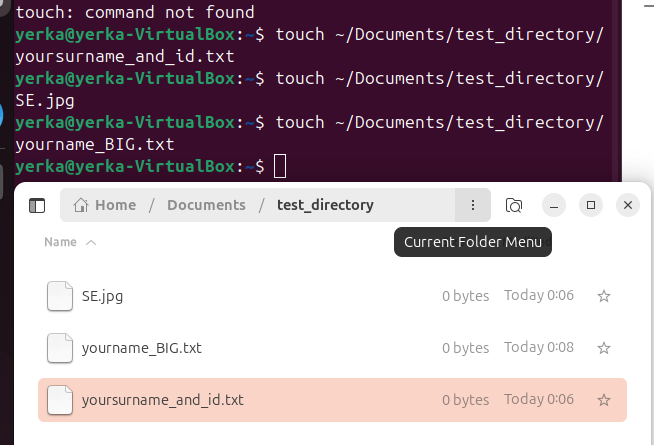 touch: command not found
yerka@yerka-VirtualBox:~$ touch ~/Documents/test_directory/
yoursurname_and_id.txt
yerka@yerka-VirtualBox:~$ touch ~/Documents/test_directory/
SE.jpg
yerka@yerka-VirtualBox:~$ touch ~/Documents/test_directory/
yourname_BIG.txt
yerka@yerka-VirtualBox:~$
Home / Documents / test_directory
Name
Current Folder Menu
SE.jpg 0 bytes Today 0:06
yourname_BIG.txt 0 bytes Today 0:08
yoursurname_and_id.txt 0 bytes Today 0:06